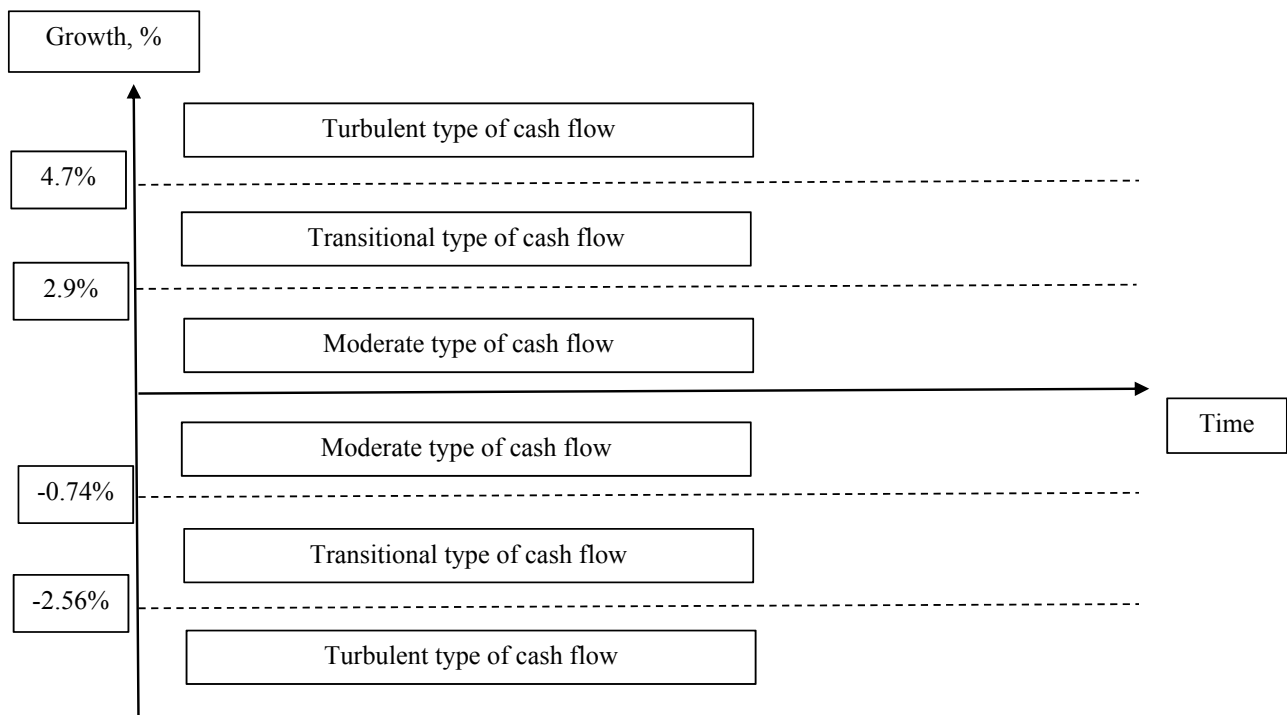 Growth, %
Turbulent type of cash flow
4.7%
Transitional type of cash flow
2.9%
Moderate type of cash flow
Time
Moderate type of cash flow
-0.74%
Transitional type of cash flow
-2.56%
Turbulent type of cash flow